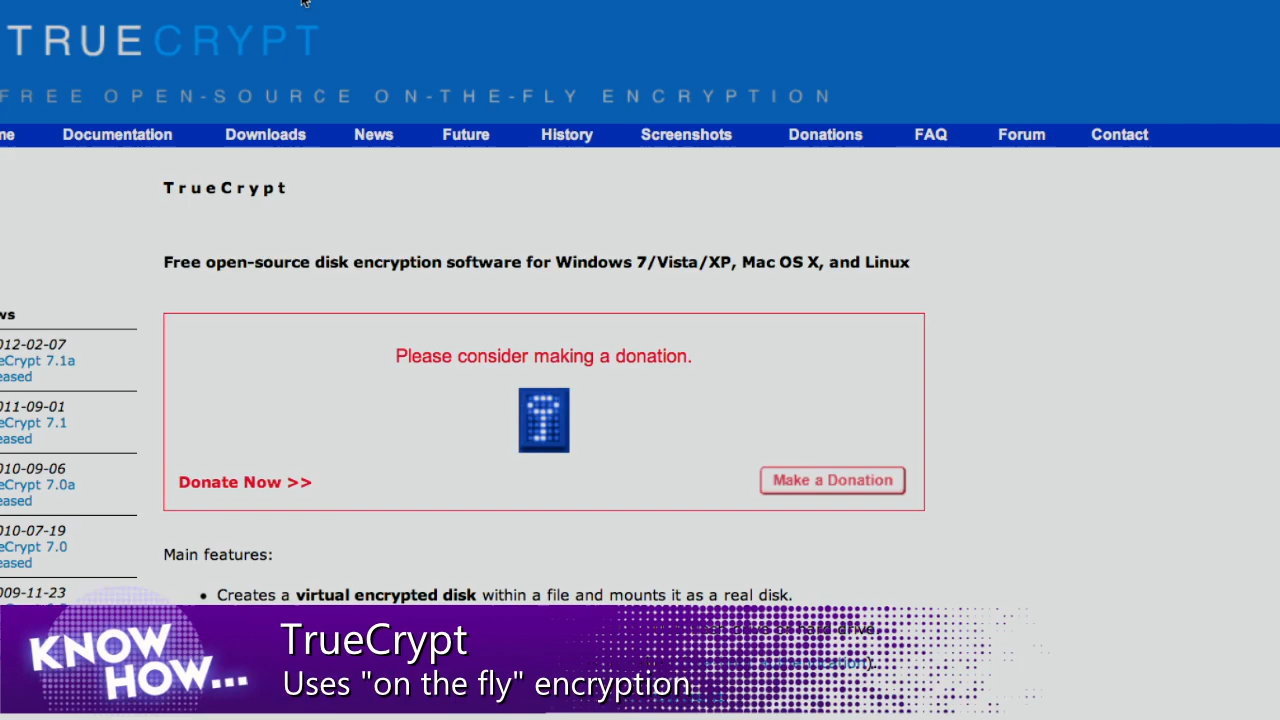 TRUECRYPT
FREE OPEN-SOURCE ON-THE-FLY ENCRYPTION
me Documentation Downloads News Future History Screenshots Donations FAQ Forum Contact
TrueCrypt
Free open-source disk encryption software for Windows 7/Vista/XP, Mac OS X, and Linux
ws
012-02-07
eCrypt 7.1a
eased
011-09-01
eCrypt 7.1
eased
010-09-06
eCrypt 7.0a
eased
010-07-19
eCrypt 7.0
eased
009-11-23
Please consider making a donation.
T
Donate Now >>
Make a Donation
Main features:
• Creates a virtual encrypted disk within a file and mounts it as a real disk.
hard drive
KNOW
HOW...
TrueCrypt
Uses "on the fly" encryption